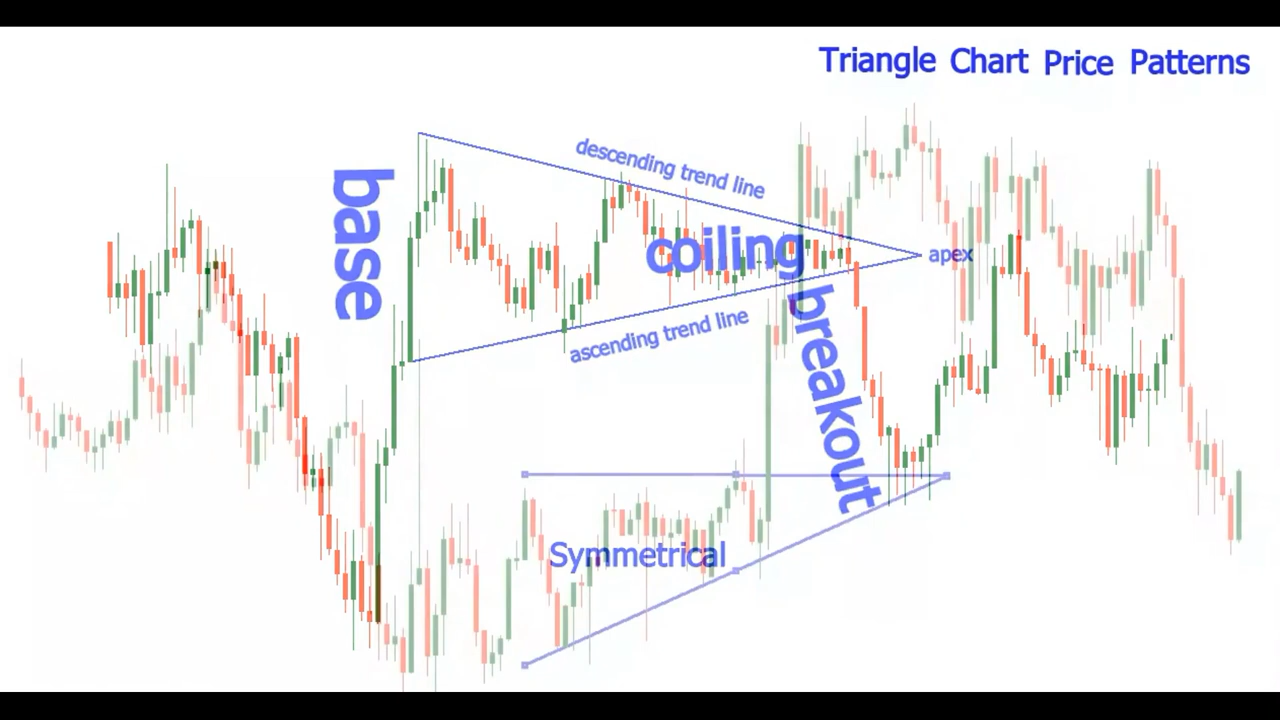 Triangle Chart Price Patterns
descending trend line
base
coiling
apex
ascending trend line
breakout
Symmetrical